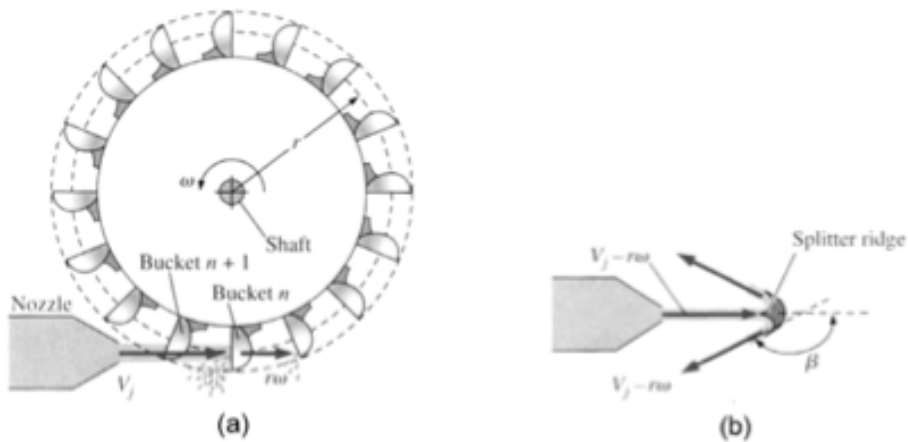 r
ω
Shaft
Bucket n + 1
Bucket n
Nozzle
V_j
rω
(a)
Splitter ridge
V_j – rω
β
V_j – rω
(b)